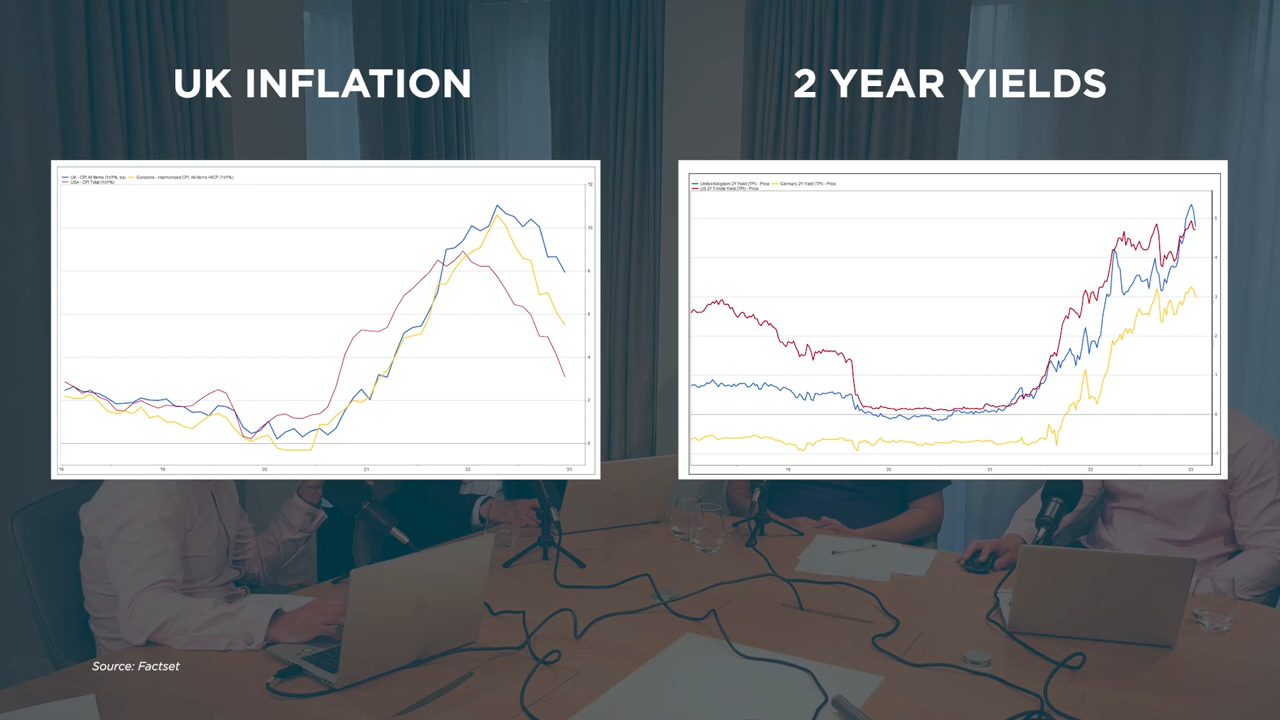 UK INFLATION
2 YEAR YIELDS
UK - CPI All Items (YoY%, sa) Eurozone - Harmonized CPI, All-Items HICP (YoY%)
USA - CPI Total (YoY%)
12
10
8
6
4
2
0
'18 '19 '20 '21 '22 '23
United Kingdom 2Y Yield (TPI) - Price Germany 2Y Yield (TPI) - Price
US 2Y T-Note Yield (TPI) - Price
5
4
3
2
1
0
-1
'19 '20 '21 '22 '23
Source: Factset